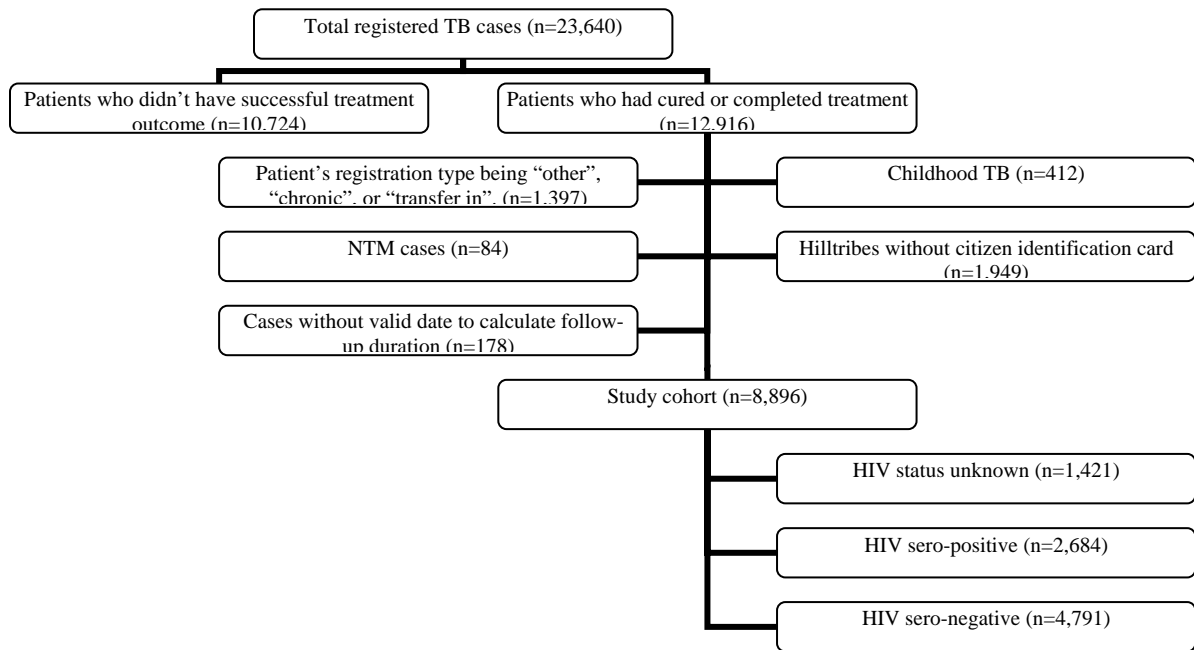 Total registered TB cases (n=23,640)
Patients who didn't have successful treatment
outcome (n=10,724)
Patients who had cured or completed treatment
(n=12,916)
Patient's registration type being “other”,
“chronic”, or “transfer in”, (n=1,397)
Childhood TB (n=412)
NTM cases (n=84)
Hilltribes without citizen identification card
(n=1,949)
Cases without valid date to calculate follow-
up duration (n=178)
Study cohort (n=8,896)
HIV status unknown (n=1,421)
HIV sero-positive (n=2,684)
HIV sero-negative (n=4,791)